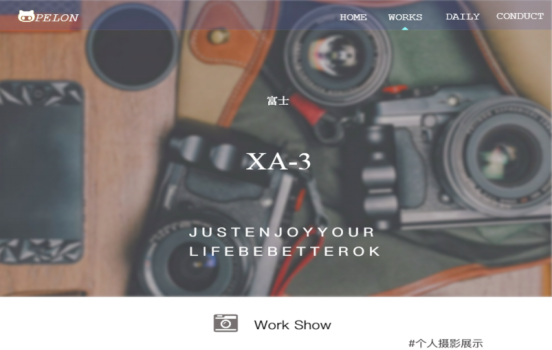 PELON
HOME WORKS DAILY CONDUCT
富士
XA-3
JUSTENJOYYOUR
LIFEBEBETTEROK
Work Show
#个人摄影展示